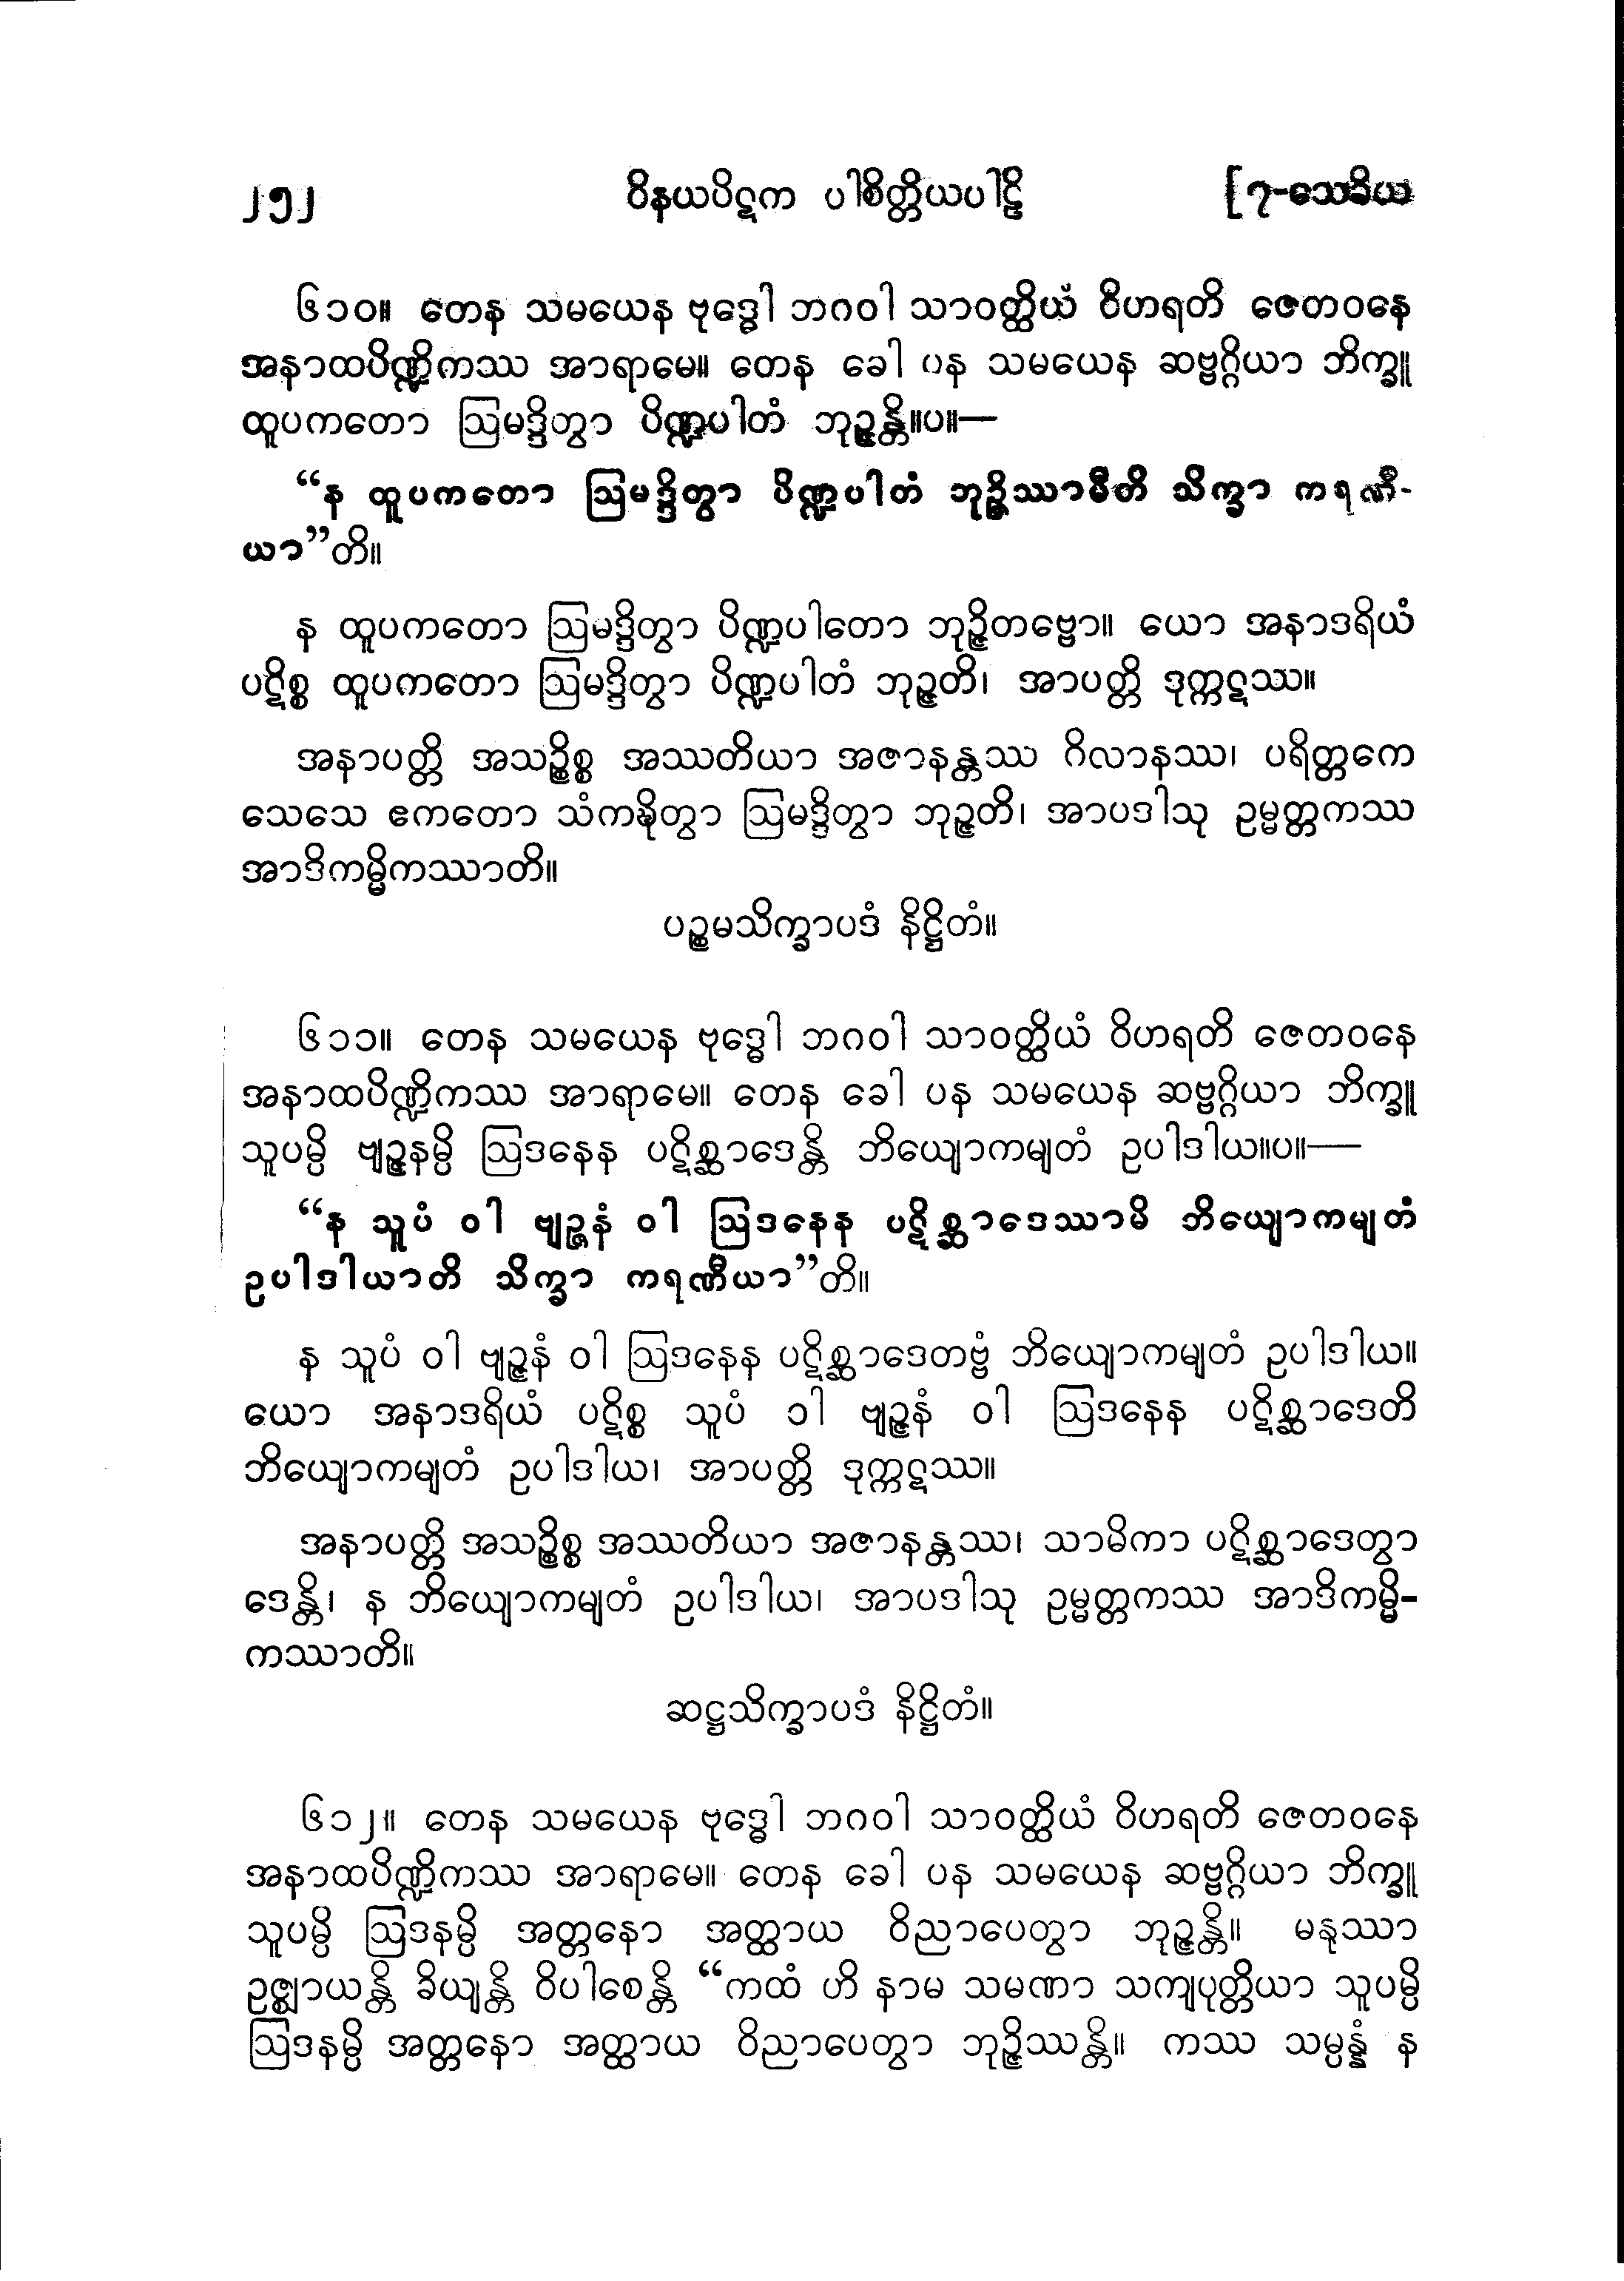 ၂၅၂ ဝိနယပိဋက ပါစိတ္တိယပါဠိ [ ၇-သေခိယ
၆၁၀။ တေန သမယေန ဗုဒ္ဓေါ ဘဂဝါ သာဝတ္ထိယံ ဝိဟရတိ ဇေတဝနေ
အနာထပိဏ္ဍိကဿ အာရာမေ။ တေန ခေါ ပန သမယေန ဆဗ္ဗဂ္ဂိယာ ဘိက္ခူ
ထူပကတော ဩမဒ္ဒိတွာ ပိဏ္ဍပါတံ ဘုဉ္ဇန္တိ။ပ။—
“န ထူပကတော ဩမဒ္ဒိတွာ ပိဏ္ဍပါတံ ဘုဉ္ဇိဿာမီတိ သိက္ခာ ကရဏီ-
ယာ”တိ။
န ထူပကတော ဩမဒ္ဒိတွာ ပိဏ္ဍပါတော ဘုဉ္ဇိတဗ္ဗော။ ယော အနာဒရိယံ
ပဋိစ္စ ထူပကတော ဩမဒ္ဒိတွာ ပိဏ္ဍပါတံ ဘုဉ္ဇတိ၊ အာပတ္တိ ဒုက္ကဋဿ။
အနာပတ္တိ အသဉ္စိစ္စ အဿတိယာ အဇာနန္တဿ ဂိလာနဿ၊ ပရိတ္တကေ
သေသေ ဧကတော သံကဍ္ဎိတွာ ဩမဒ္ဒိတွာ ဘုဉ္ဇတိ၊ အာပဒါသု ဥမ္မတ္တကဿ
အာဒိကမ္မိကဿာတိ။
ပဉ္စမသိက္ခာပဒံ နိဋ္ဌိတံ။
၆၁၁။ တေန သမယေန ဗုဒ္ဓေါ ဘဂဝါ သာဝတ္ထိယံ ဝိဟရတိ ဇေတဝနေ
အနာထပိဏ္ဍိကဿ အာရာမေ။ တေန ခေါ ပန သမယေန ဆဗ္ဗဂ္ဂိယာ ဘိက္ခူ
သူပမ္ပိ ဗျဉ္ဇနမ္ပိ ဩဒနေန ပဋိစ္ဆာဒေန္တိ ဘိယျောကမျတံ ဥပါဒါယ။ပ။—
“န သူပံ ဝါ ဗျဉ္ဇနံ ဝါ ဩဒနေန ပဋိစ္ဆာဒေဿာမိ ဘိယျောကမျတံ
ဥပါဒါယာတိ သိက္ခာ ကရဏီယာ”တိ။
န သူပံ ဝါ ဗျဉ္ဇနံ ဝါ ဩဒနေန ပဋိစ္ဆာဒေတဗ္ဗံ ဘိယျောကမျတံ ဥပါဒါယ။
ယော အနာဒရိယံ ပဋိစ္စ သူပံ ဝါ ဗျဉ္ဇနံ ဝါ ဩဒနေန ပဋိစ္ဆာဒေတိ
ဘိယျောကမျတံ ဥပါဒါယ၊ အာပတ္တိ ဒုက္ကဋဿ။
အနာပတ္တိ အသဉ္စိစ္စ အဿတိယာ အဇာနန္တဿ၊ သာမိကာ ပဋိစ္ဆာဒေတွာ
ဒေန္တိ၊ န ဘိယျောကမျတံ ဥပါဒါယ၊ အာပဒါသု ဥမ္မတ္တကဿ အာဒိကမ္မိ-
ကဿာတိ။
ဆဋ္ဌသိက္ခာပဒံ နိဋ္ဌိတံ။
၆၁၂။ တေန သမယေန ဗုဒ္ဓေါ ဘဂဝါ သာဝတ္ထိယံ ဝိဟရတိ ဇေတဝနေ
အနာထပိဏ္ဍိကဿ အာရာမေ။ တေန ခေါ ပန သမယေန ဆဗ္ဗဂ္ဂိယာ ဘိက္ခူ
သူပမ္ပိ ဩဒနမ္ပိ အတ္တနော အတ္ထာယ ဝိညာပေတွာ ဘုဉ္ဇန္တိ။ မနုဿာ
ဥဇ္ဈာယန္တိ ခိယျန္တိ ဝိပါစေန္တိ “ကထံ ဟိ နာမ သမဏာ သကျပုတ္တိယာ သူပမ္ပိ
ဩဒနမ္ပိ အတ္တနော အတ္ထာယ ဝိညာပေတွာ ဘုဉ္ဇိဿန္တိ။ ကဿ သမ္ပန္နံ န